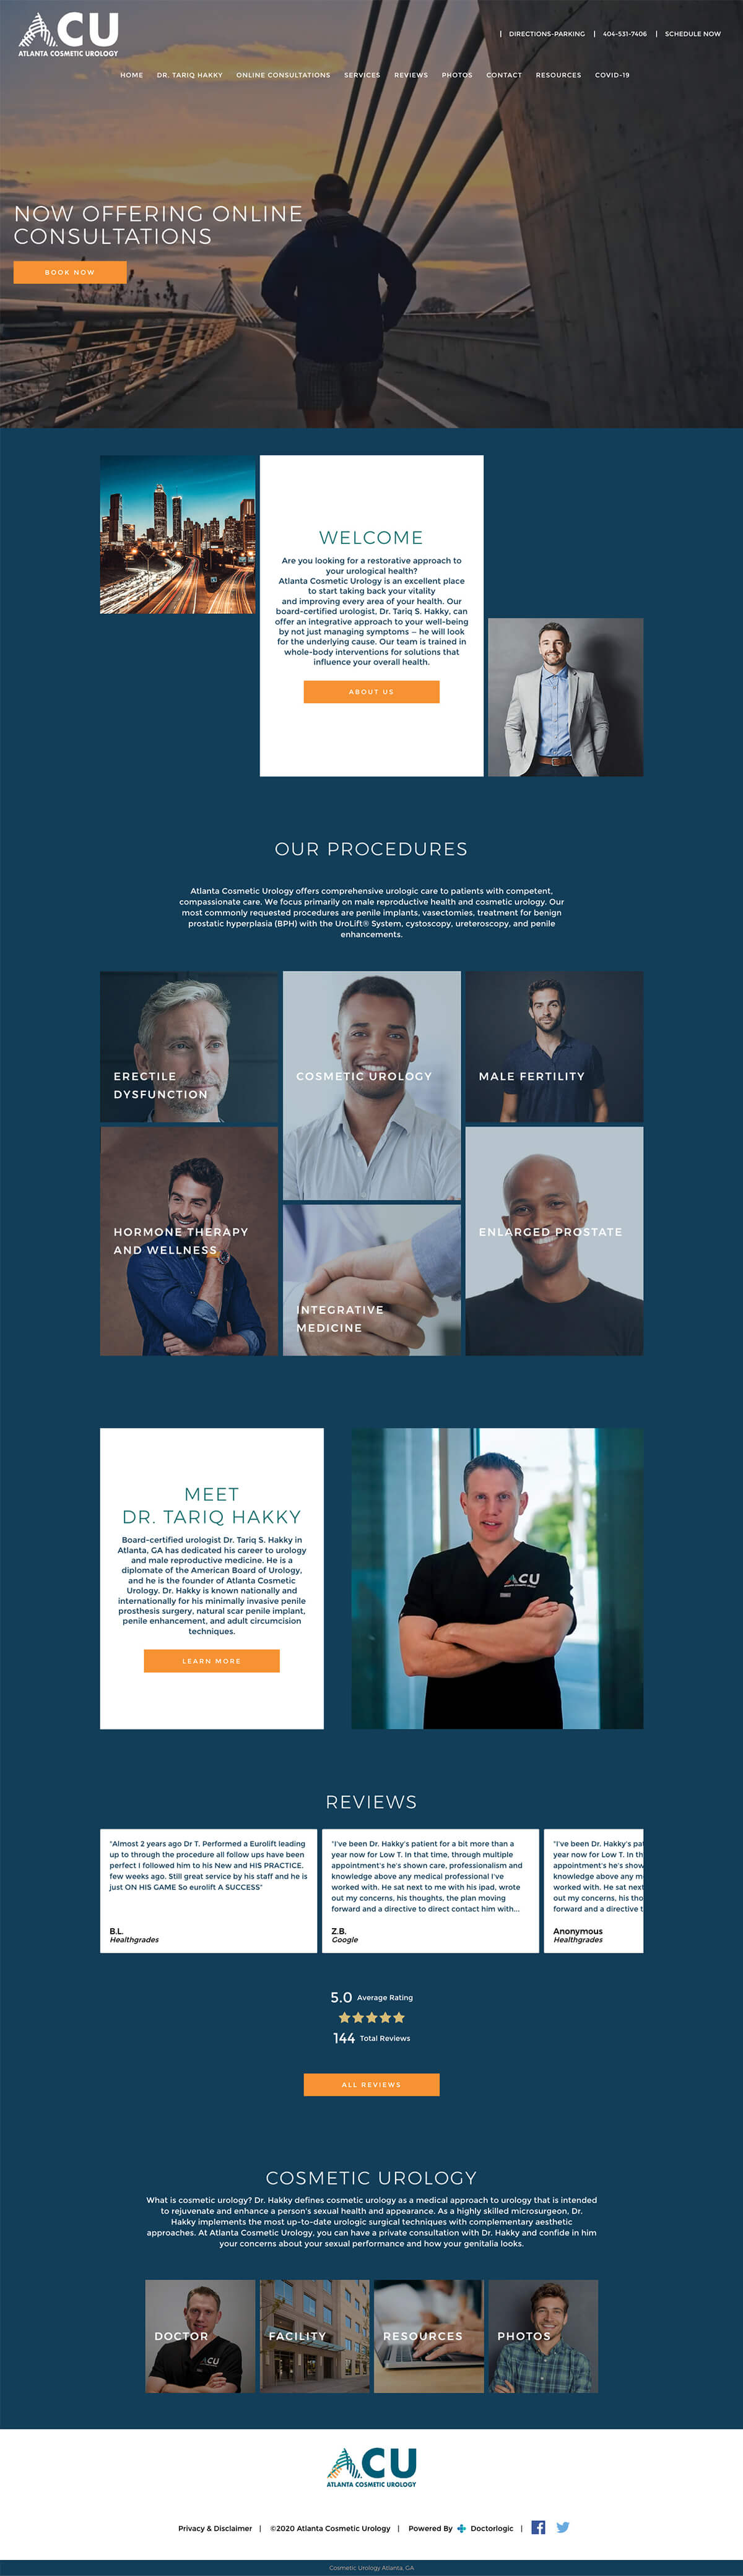 ACU
ATLANTA COSMETIC UROLOGY
| DIRECTIONS-PARKING | 404-531-7406 | SCHEDULE NOW
HOME DR. TARIQ HAKKY ONLINE CONSULTATIONS SERVICES REVIEWS PHOTOS CONTACT RESOURCES COVID-19
NOW OFFERING ONLINE
CONSULTATIONS
BOOK NOW
WELCOME
Are you looking for a restorative approach to
your urological health?
Atlanta Cosmetic Urology is an excellent place
to start taking back your vitality
and improving every area of your health. Our
board-certified urologist, Dr. Tariq S. Hakky, can
offer an integrative approach to your well-being
by not just managing symptoms – he will look
for the underlying cause. Our team is trained in
whole-body interventions for solutions that
influence your overall health.
ABOUT US
OUR PROCEDURES
Atlanta Cosmetic Urology offers comprehensive urologic care to patients with competent,
compassionate care. We focus primarily on male reproductive health and cosmetic urology. Our
most commonly requested procedures are penile implants, vasectomies, treatment for benign
prostatic hyperplasia (BPH) with the UroLift® System, cystoscopy, ureteroscopy, and penile
enhancements.
ERECTILE
DYSFUNCTION
COSMETIC UROLOGY
MALE FERTILITY
HORMONE THERAPY
AND WELLNESS
INTEGRATIVE
MEDICINE
ENLARGED PROSTATE
MEET
DR. TARIQ HAKKY
Board-certified urologist Dr. Tariq S. Hakky in
Atlanta, GA has dedicated his career to urology
and male reproductive medicine. He is a
diplomate of the American Board of Urology,
and he is the founder of Atlanta Cosmetic
Urology. Dr. Hakky is known nationally and
internationally for his minimally invasive penile
prosthesis surgery, natural scar penile implant,
penile enhancement, and adult circumcision
techniques.
LEARN MORE
ACU
REVIEWS
"Almost 2 years ago Dr T. Performed a Eurolift leading
up to through the procedure all follow ups have been
perfect I followed him to his New and HIS PRACTICE.
few weeks ago. Still great service by his staff and he is
just ON HIS GAME So eurolift A SUCCESS"
B.L.
Healthgrades
"I've been Dr. Hakky's patient for a bit more than a
year now for Low T. In that time, through multiple
appointment's he's shown care, professionalism and
knowledge above any medical professional I've
worked with. He sat next to me with his ipad, wrote
out my concerns, his thoughts, the plan moving
forward and a directive to direct contact him with...
Z.B.
Google
"I've been Dr. Hakky's pat
year now for Low T. In th
appointment's he's show
knowledge above any m
worked with. He sat next
out my concerns, his tho
forward and a directive t
Anonymous
Healthgrades
5.0 Average Rating
144 Total Reviews
ALL REVIEWS
COSMETIC UROLOGY
What is cosmetic urology? Dr. Hakky defines cosmetic urology as a medical approach to urology that is intended
to rejuvenate and enhance a person's sexual health and appearance. As a highly skilled microsurgeon, Dr.
Hakky implements the most up-to-date urologic surgical techniques with complementary aesthetic
approaches. At Atlanta Cosmetic Urology, you can have a private consultation with Dr. Hakky and confide in him
your concerns about your sexual performance and how your genitalia looks.
DOCTOR
ACU
FACILITY
RESOURCES
PHOTOS
ACU
ATLANTA COSMETIC UROLOGY
Privacy & Disclaimer | ©2020 Atlanta Cosmetic Urology | Powered By Doctorlogic |
Cosmetic Urology Atlanta, GA